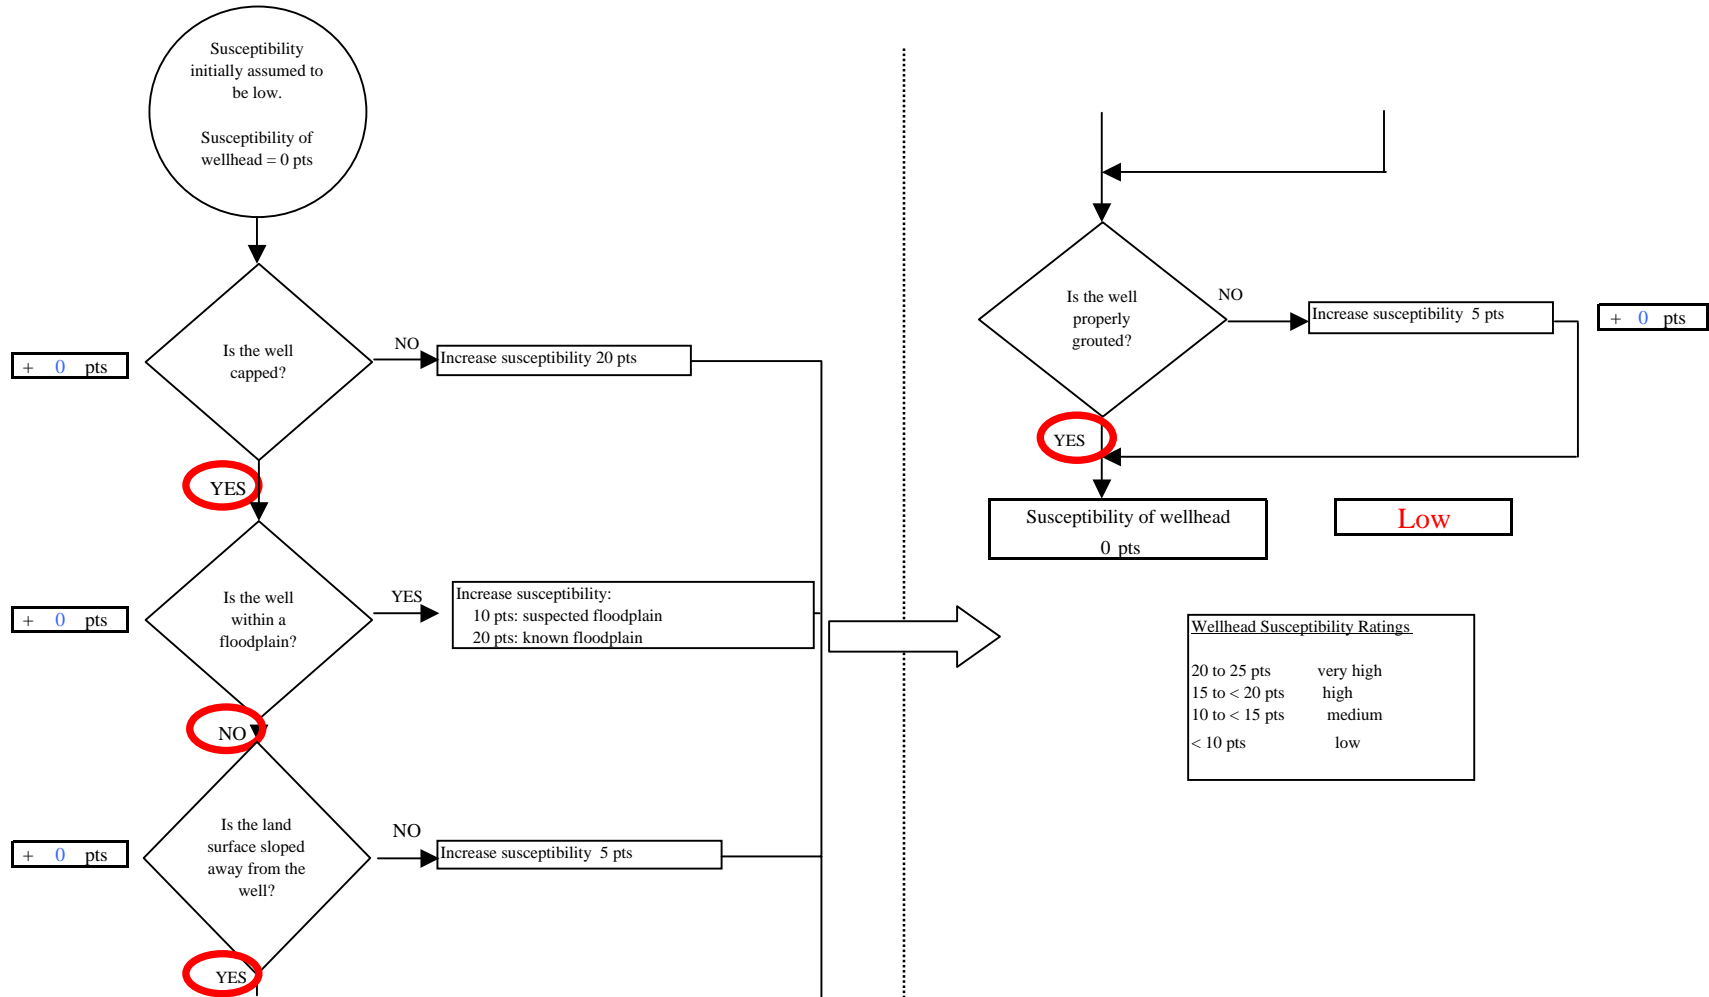 Susceptibility
initially assumed to
be low.
Susceptibility of
wellhead = 0 pts
Is the well
capped?
NO
Increase susceptibility 20 pts
+ 0 pts
YES
Is the well
within a
floodplain?
YES
Increase susceptibility:
10 pts: suspected floodplain
20 pts: known floodplain
+ 0 pts
NO
Is the land
surface sloped
away from the
well?
NO
Increase susceptibility 5 pts
+ 0 pts
YES
Is the well
properly
grouted?
NO
Increase susceptibility 5 pts
+ 0 pts
YES
Susceptibility of wellhead
0 pts
Low
Wellhead Susceptibility Ratings
20 to 25 pts very high
15 to < 20 pts high
10 to < 15 pts medium
< 10 pts low